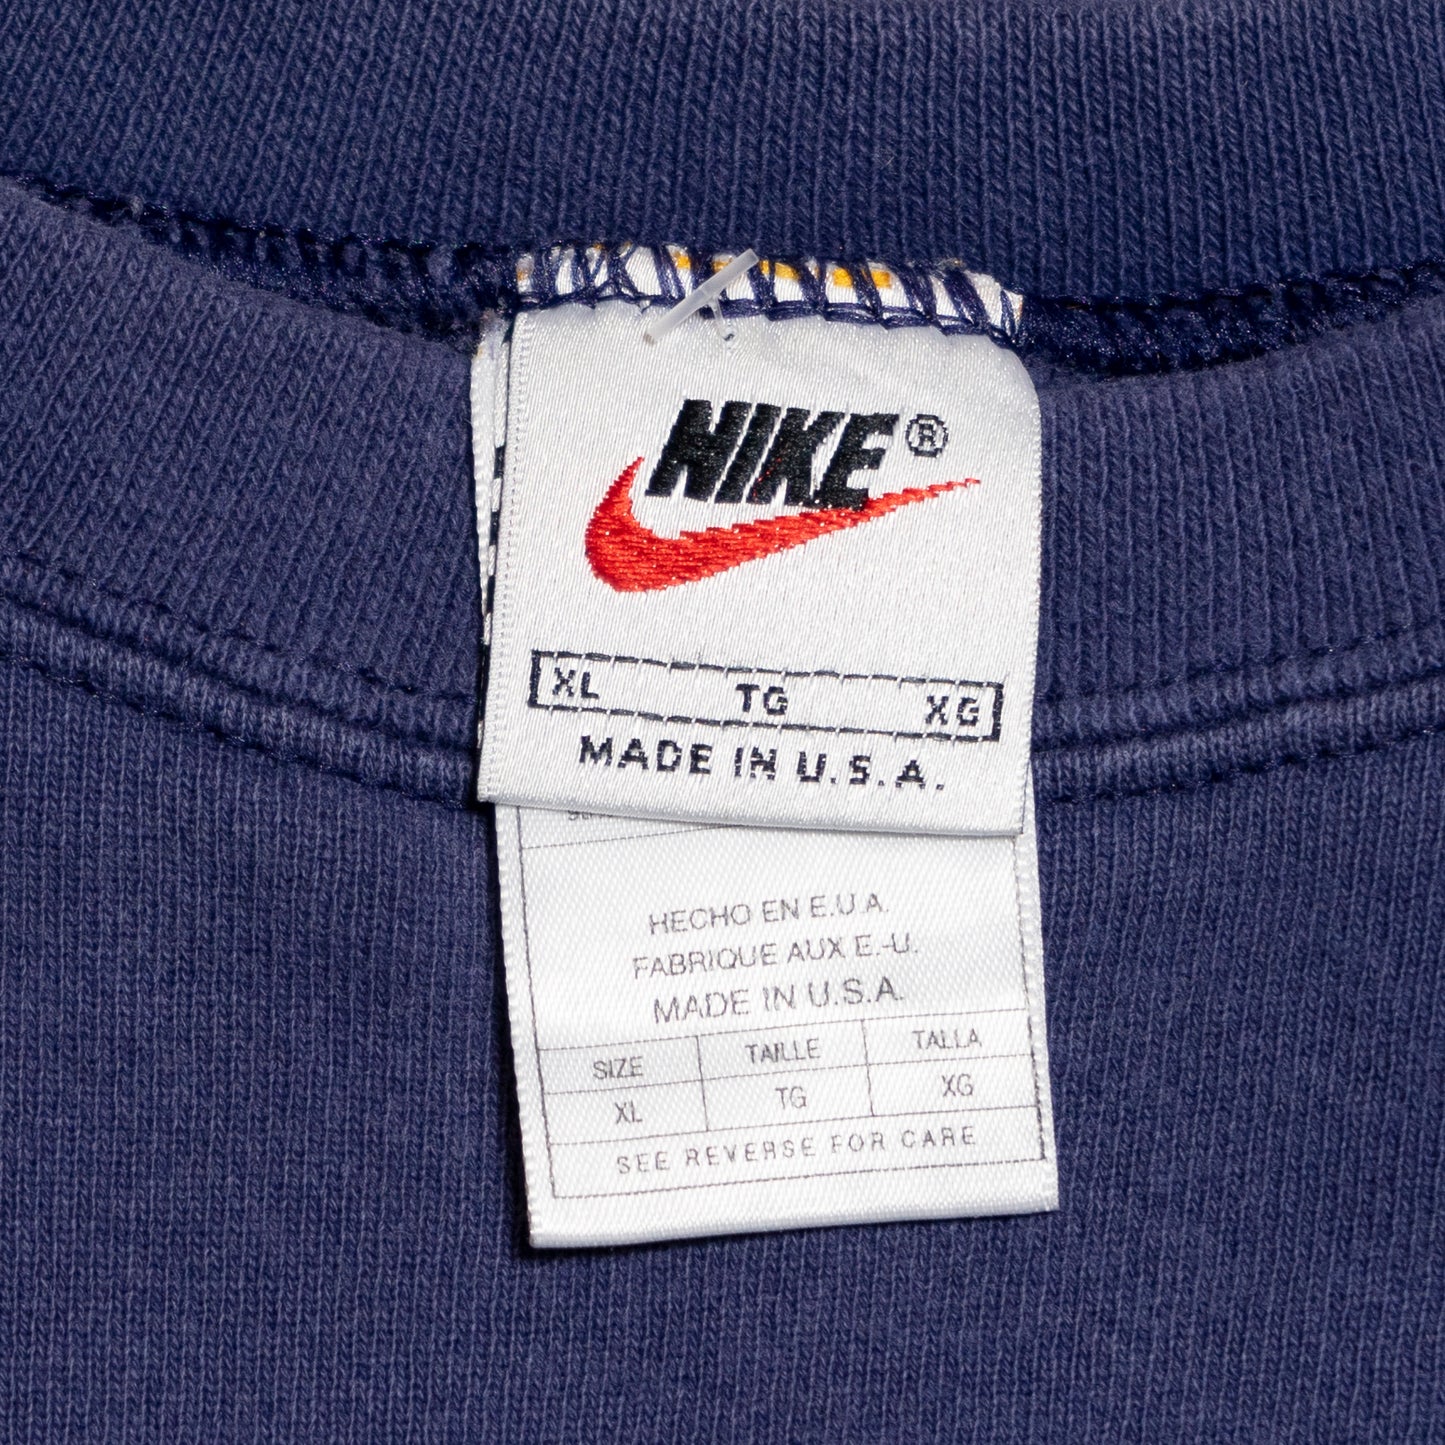 NIKE®
XL TG XG
MADE IN U.S.A.
HECHO EN E.U.A.
FABRIQUE AUX E.-U.
MADE IN U.S.A.
SIZE TAILLE TALLA
XL TG XG
SEE REVERSE FOR CARE